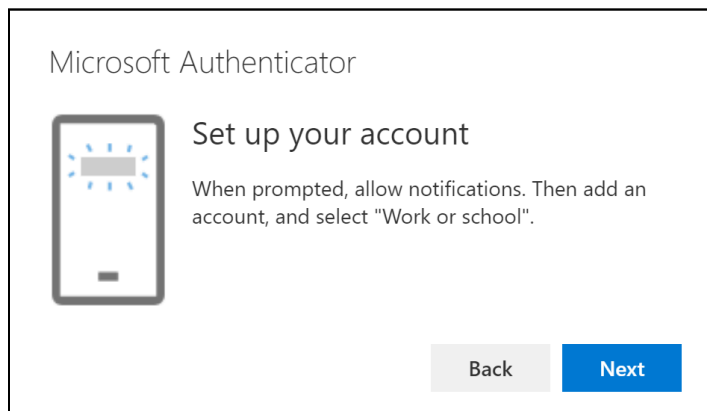 Microsoft Authenticator
Set up your account
When prompted, allow notifications. Then add an
account, and select "Work or school".
Back
Next